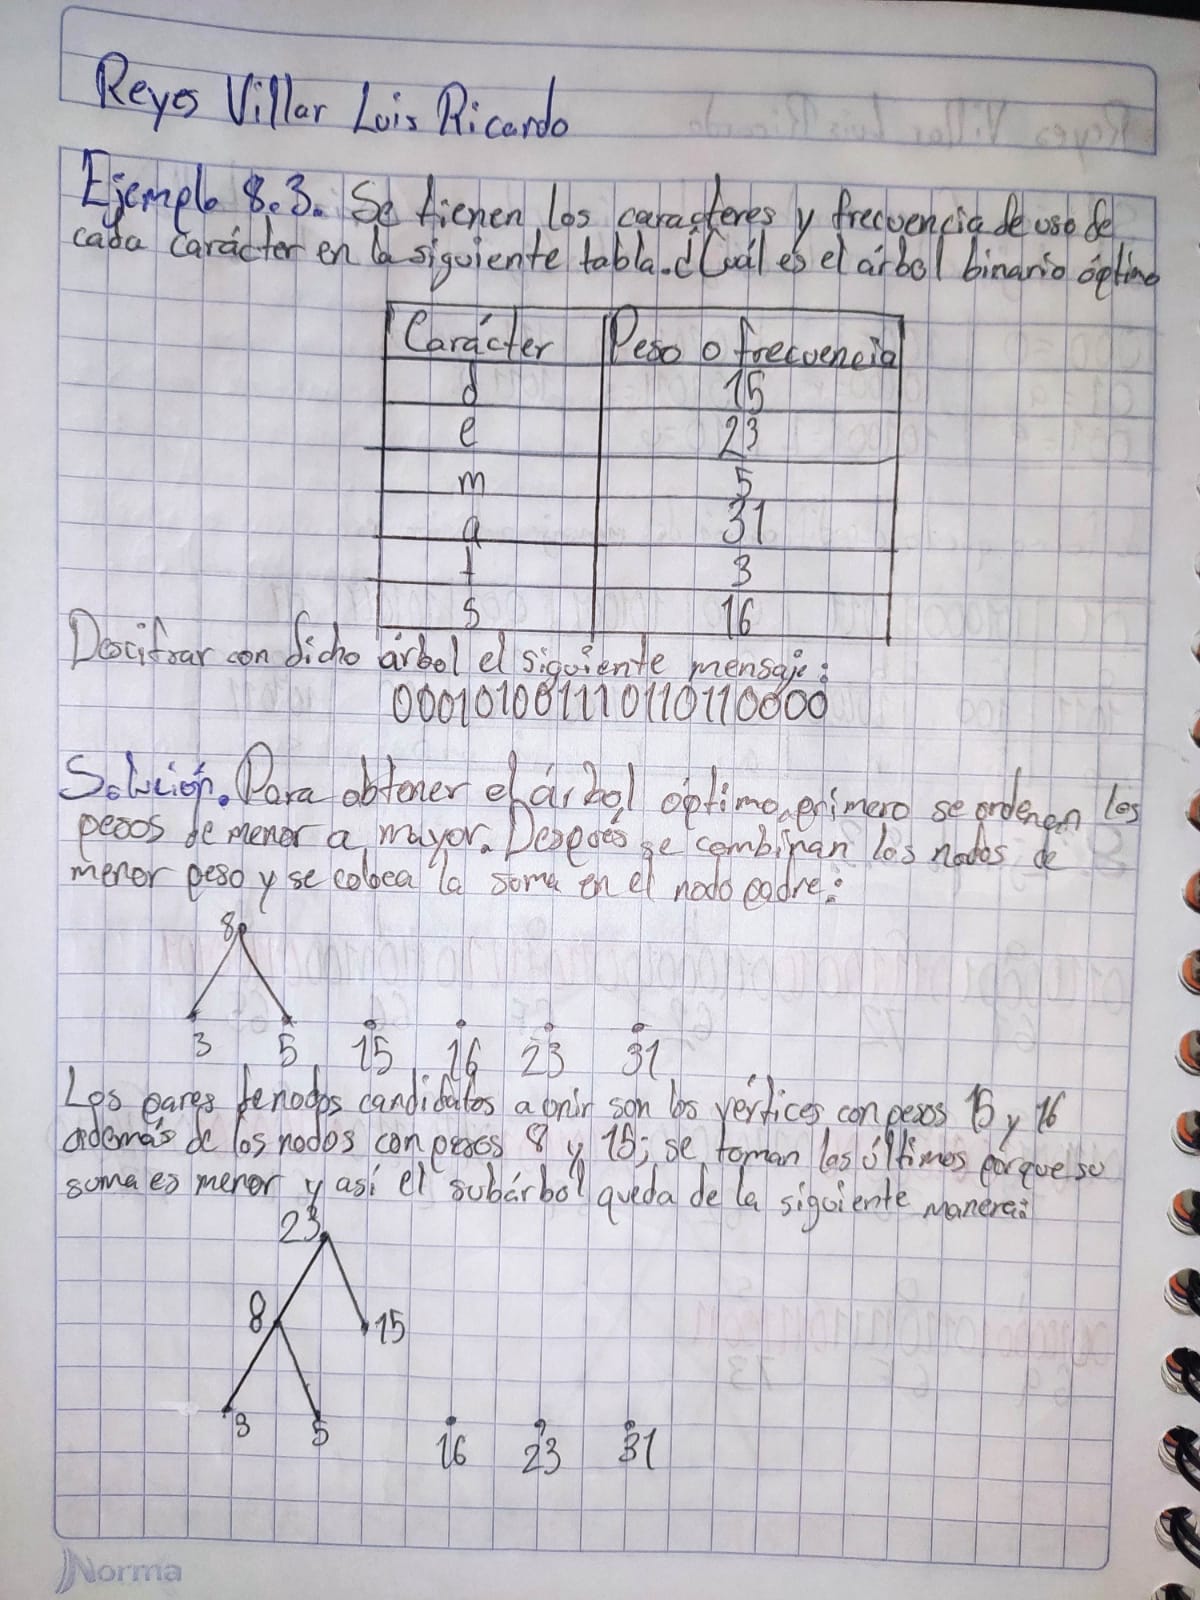 Reyes Villar Luis Ricardo
Ejemplo 8.3. Se tienen los caracteres y frecuencia de uso de
cada carácter en la siguiente tabla. ¿Cuál es el árbol binario óptimo
Carácter Peso o frecuencia
d 15
e 23
m 5
a 31
t 3
s 16
Descifrar con dicho árbol el siguiente mensaje:
0001010011110110110000
Solución. Para obtener el árbol óptimo, primero se ordenan los
pesos de menor a mayor. Después se combinan los nodos de
menor peso y se coloca la suma en el nodo padre:
8
3 5 15 16 23 31
Los pares de nodos candidatos a unir son los vértices con pesos 15 y 16
además de los nodos con pesos 8 y 15; se toman los últimos porque su
suma es menor y así el subárbol queda de la siguiente manera:
23
8 15
3 5 16 23 31
Norma